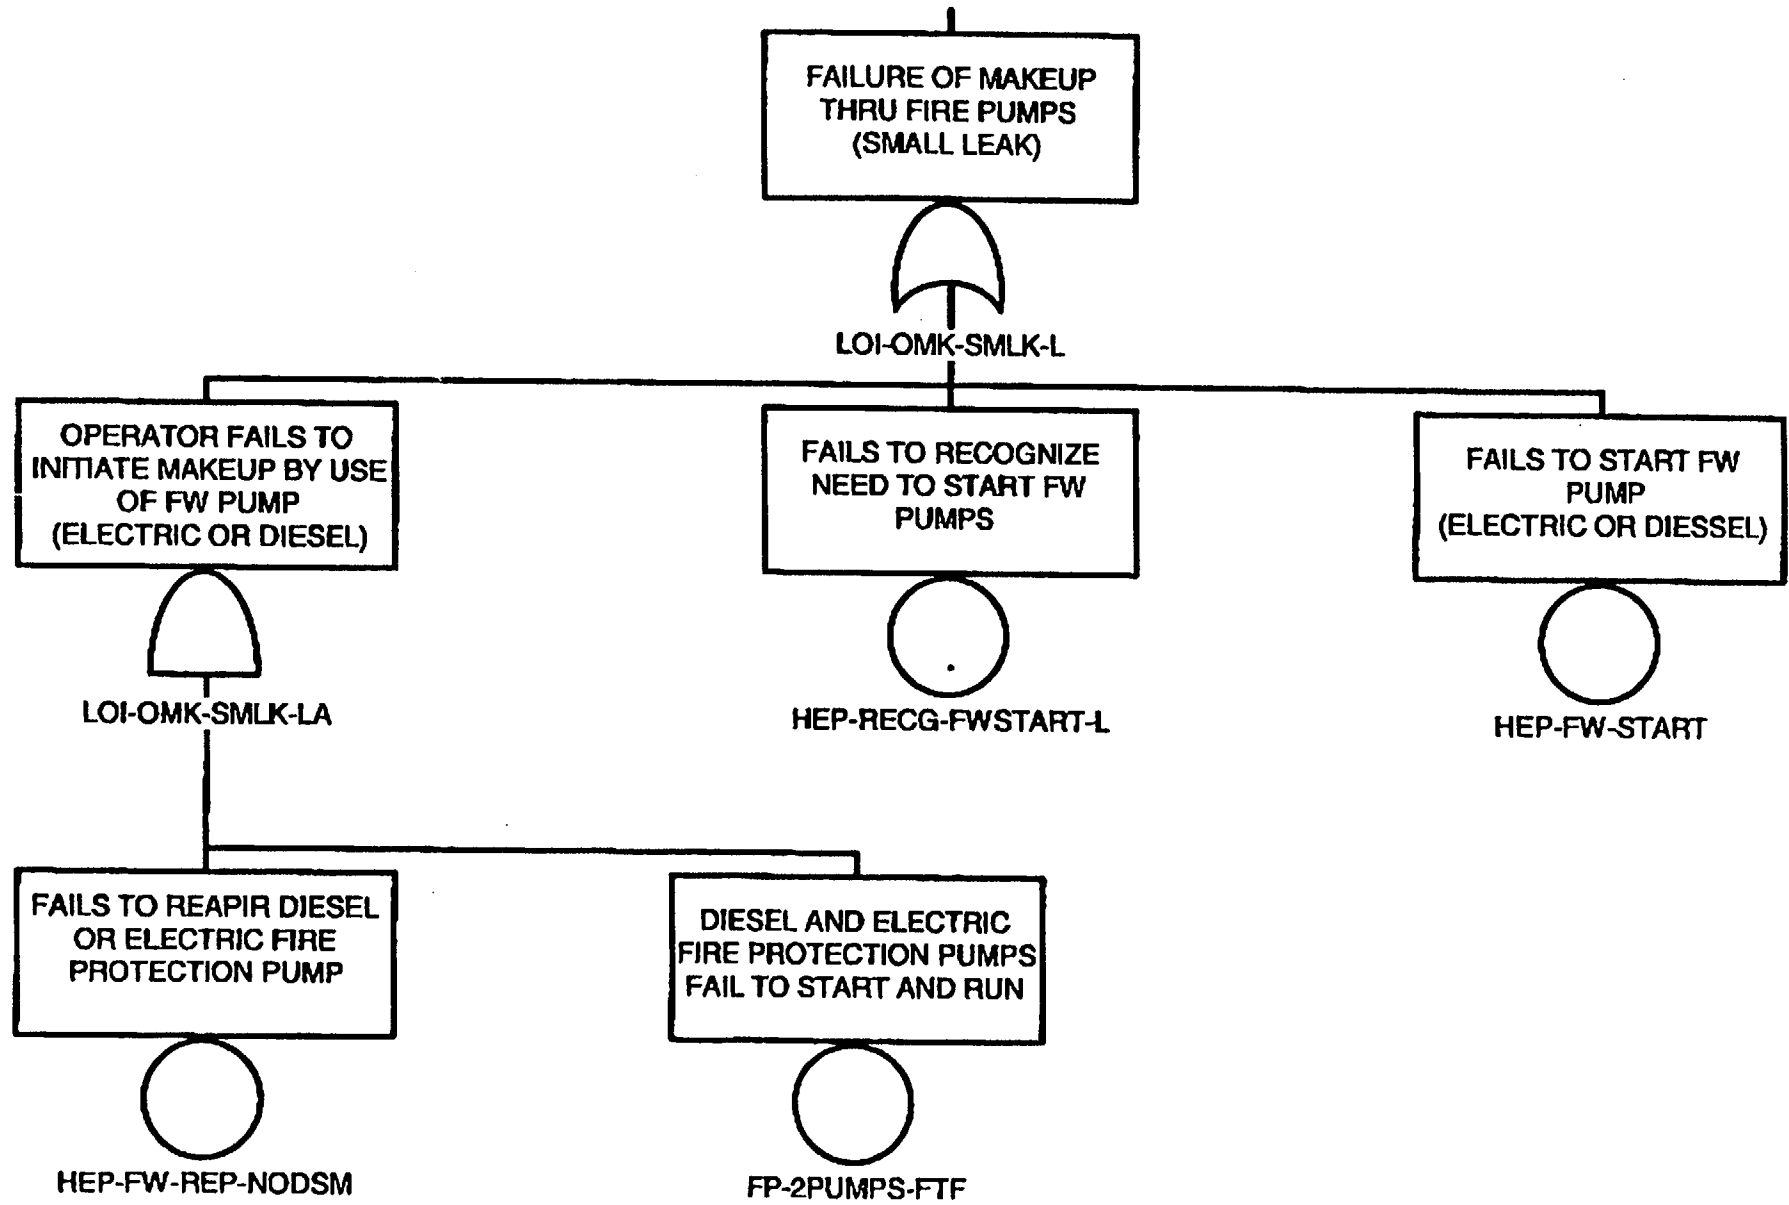 FAILURE OF MAKEUP
THRU FIRE PUMPS
(SMALL LEAK)
LOI-OMK-SMLK-L
OPERATOR FAILS TO
INITIATE MAKEUP BY USE
OF FW PUMP
(ELECTRIC OR DIESEL)
LOI-OMK-SMLK-LA
FAILS TO RECOGNIZE
NEED TO START FW
PUMPS
HEP-RECG-FWSTART-L
FAILS TO START FW
PUMP
(ELECTRIC OR DIESSEL)
HEP-FW-START
FAILS TO REAPIR DIESEL
OR ELECTRIC FIRE
PROTECTION PUMP
HEP-FW-REP-NODSM
DIESEL AND ELECTRIC
FIRE PROTECTION PUMPS
FAIL TO START AND RUN
FP-2PUMPS-FTF